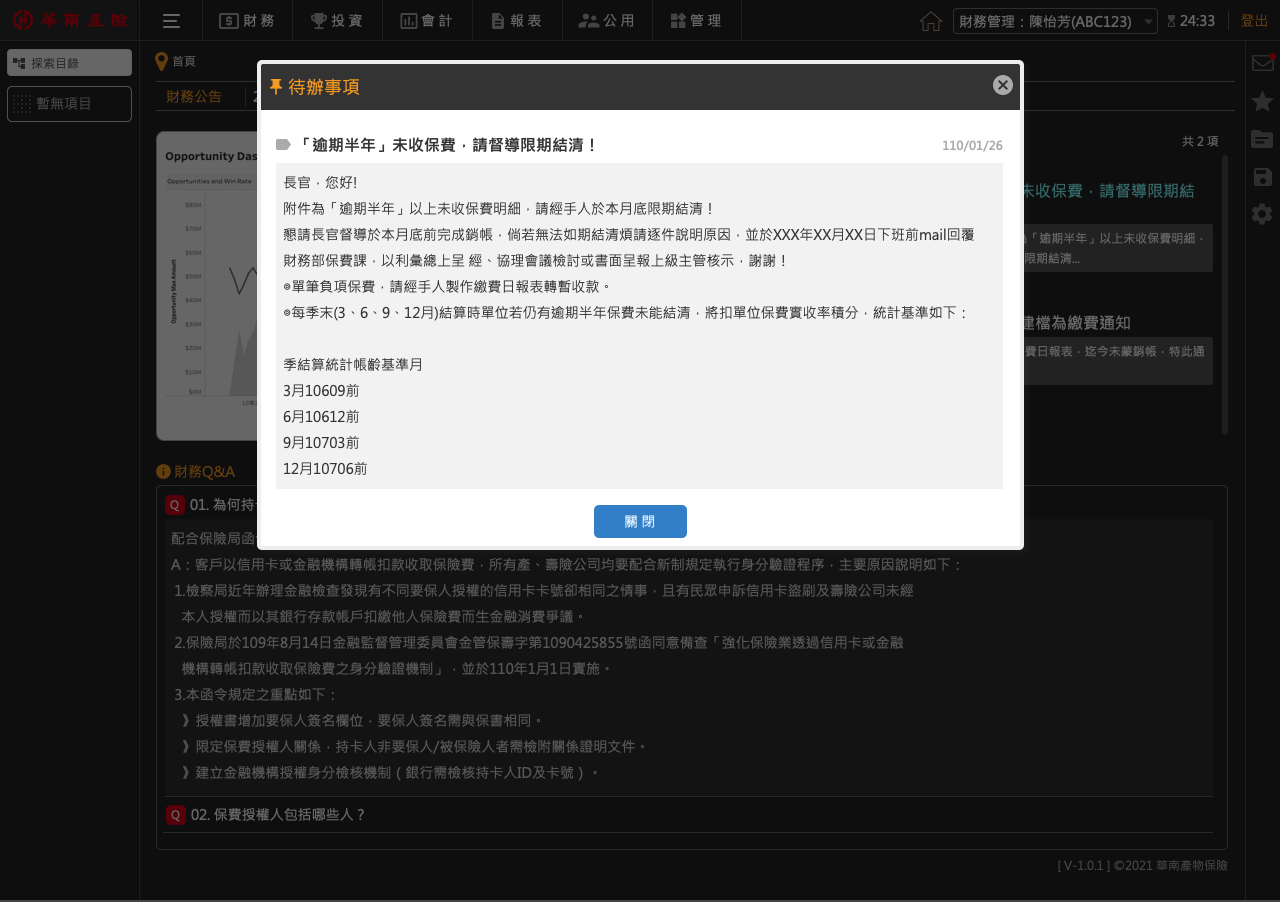 華南產險
財務
投資
會計
報表
公用
管理
財務管理：陳怡芳(ABC123)
24:33
登出
探索目錄
暫無項目
首頁
財務公告
待辦事項
「逾期半年」未收保費，請督導限期結清！
110/01/26
長官，您好!
附件為「逾期半年」以上未收保費明細，請經手人於本月底限期結清！
懇請長官督導於本月底前完成銷帳，倘若無法如期結清煩請逐件說明原因，並於XXX年XX月XX日下班前mail回覆
財務部保費課，以利彙總上呈 經、協理會議檢討或書面呈報上級主管核示，謝謝！
◎單筆負項保費，請經手人製作繳費日報表轉暫收款。
◎每季末(3、6、9、12月)結算時單位若仍有逾期半年保費未能結清，將扣單位保費實收率積分，統計基準如下：
季結算統計帳齡基準月
3月10609前
6月10612前
9月10703前
12月10706前
關 閉
Opportunity Das
Opportunities and Win Rate
$80M
$70M
$60M
$50M
$40M
$30M
$20M
$10M
$0M
Opportunity Max Amount
共 2 項
未收保費，請督導限期結
「逾期半年」以上未收保費明細，
限期結清...
建檔為繳費通知
費日報表，迄今未蒙銷帳，特此通
財務Q&A
Q 01. 為何持
配合保險局函
A：客戶以信用卡或金融機構轉帳扣款收取保險費，所有產、壽險公司均要配合新制規定執行身分驗證程序，主要原因說明如下：
1.檢察局近年辦理金融檢查發現有不同要保人授權的信用卡卡號卻相同之情事，且有民眾申訴信用卡盜刷及壽險公司未經
本人授權而以其銀行存款帳戶扣繳他人保險費而生金融消費爭議。
2.保險局於109年8月14日金融監督管理委員會金管保壽字第1090425855號函同意備查「強化保險業透過信用卡或金融
機構轉帳扣款收取保險費之身分驗證機制」，並於110年1月1日實施。
3.本函令規定之重點如下：
》授權書增加要保人簽名欄位，要保人簽名需與保書相同。
》限定保費授權人關係，持卡人非要保人/被保險人者需檢附關係證明文件。
》建立金融機構授權身分檢核機制（銀行需檢核持卡人ID及卡號）。
Q 02. 保費授權人包括哪些人？
[ V-1.0.1 ] ©2021 華南產物保險